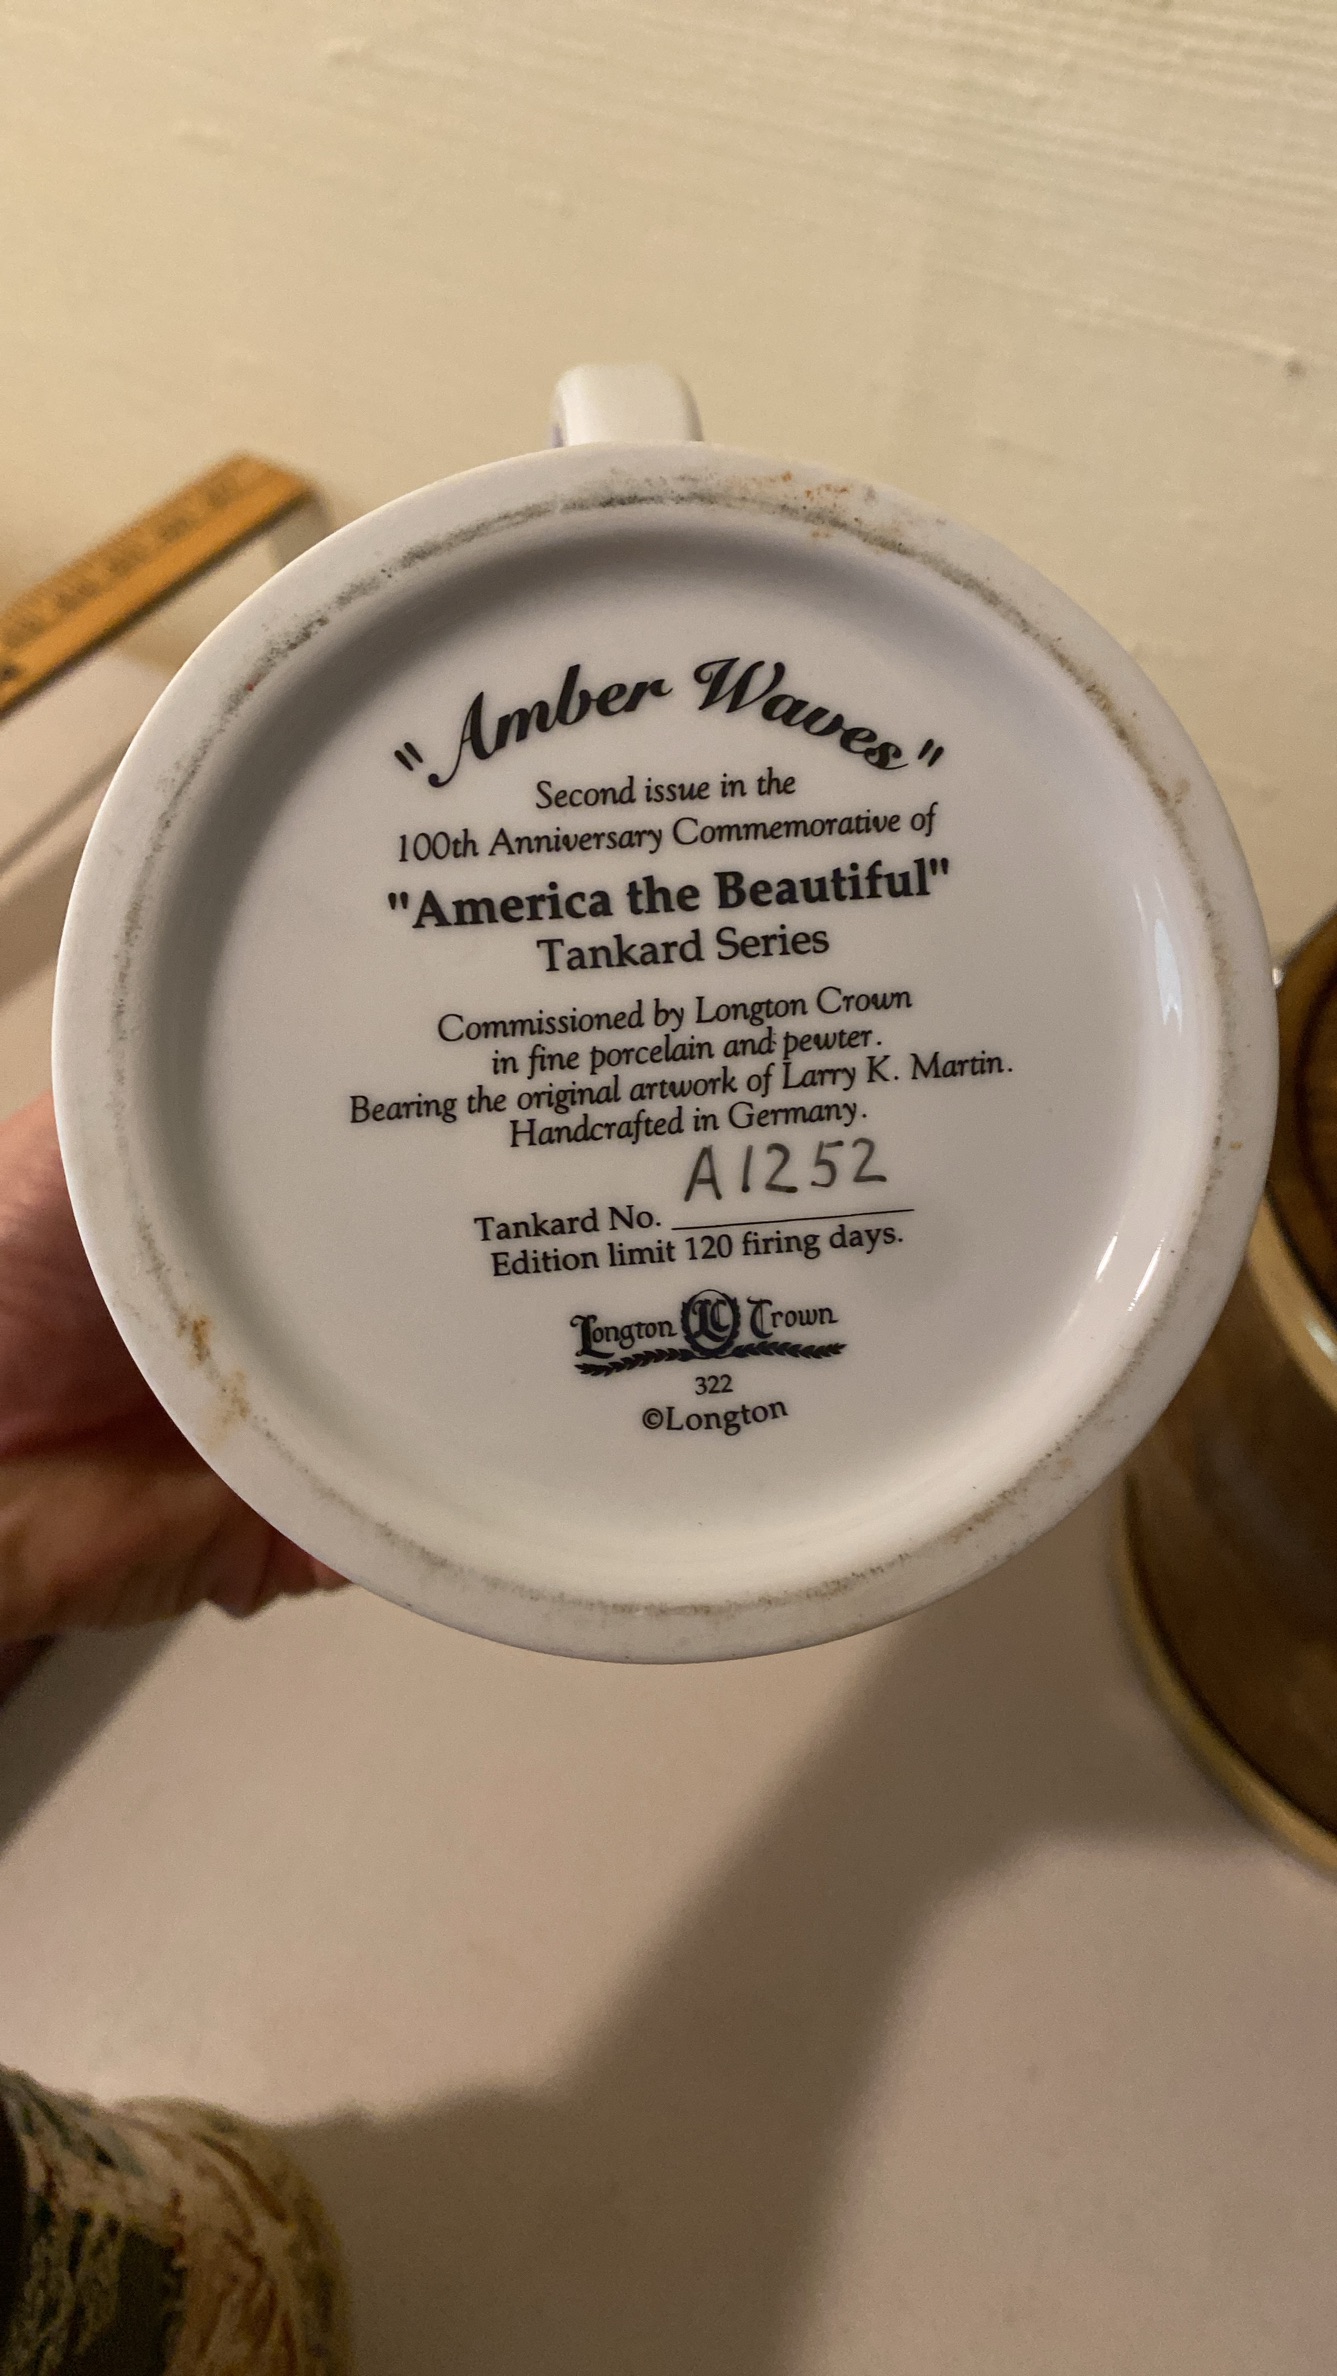 "Amber Waves"
Second issue in the
100th Anniversary Commemorative of
"America the Beautiful"
Tankard Series
Commissioned by Longton Crown
in fine porcelain and pewter.
Bearing the original artwork of Larry K. Martin.
Handcrafted in Germany.
Tankard No. A1252
Edition limit 120 firing days.
Longton LC Crown
322
©Longton